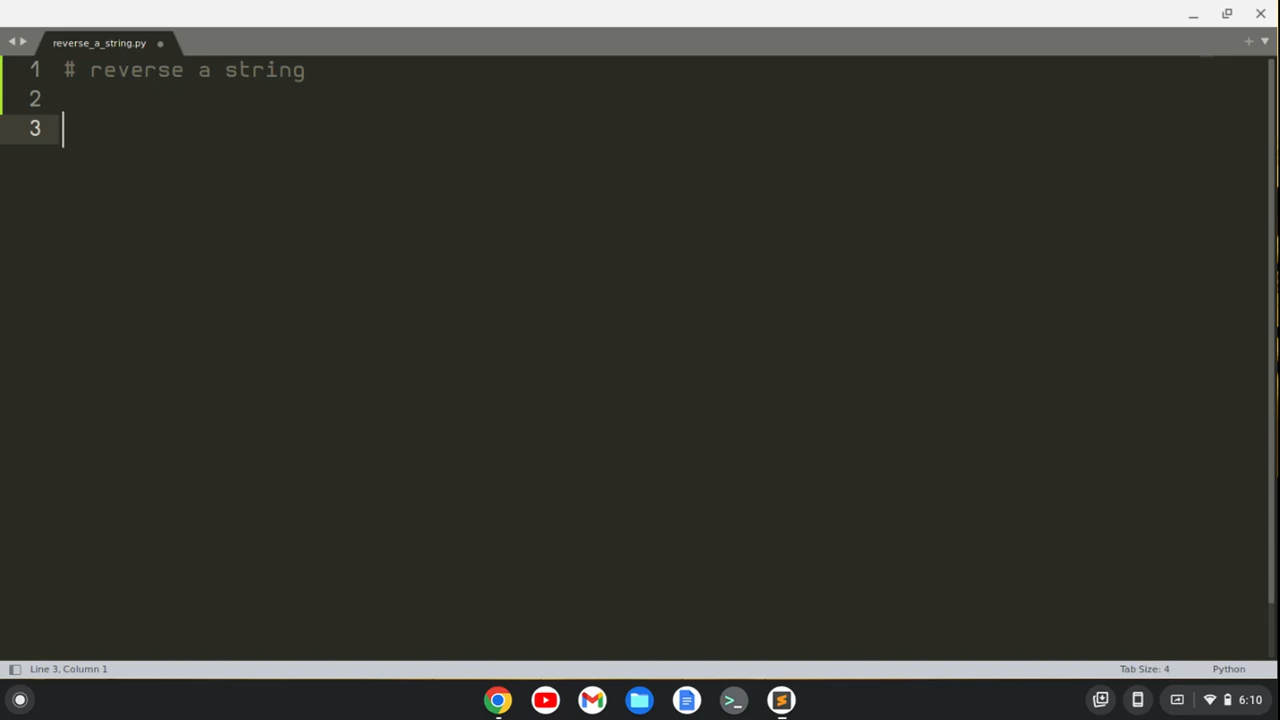 reverse_a_string.py
1 # reverse a string
2
3
Line 3, Column 1 Tab Size: 4 Python
6:10